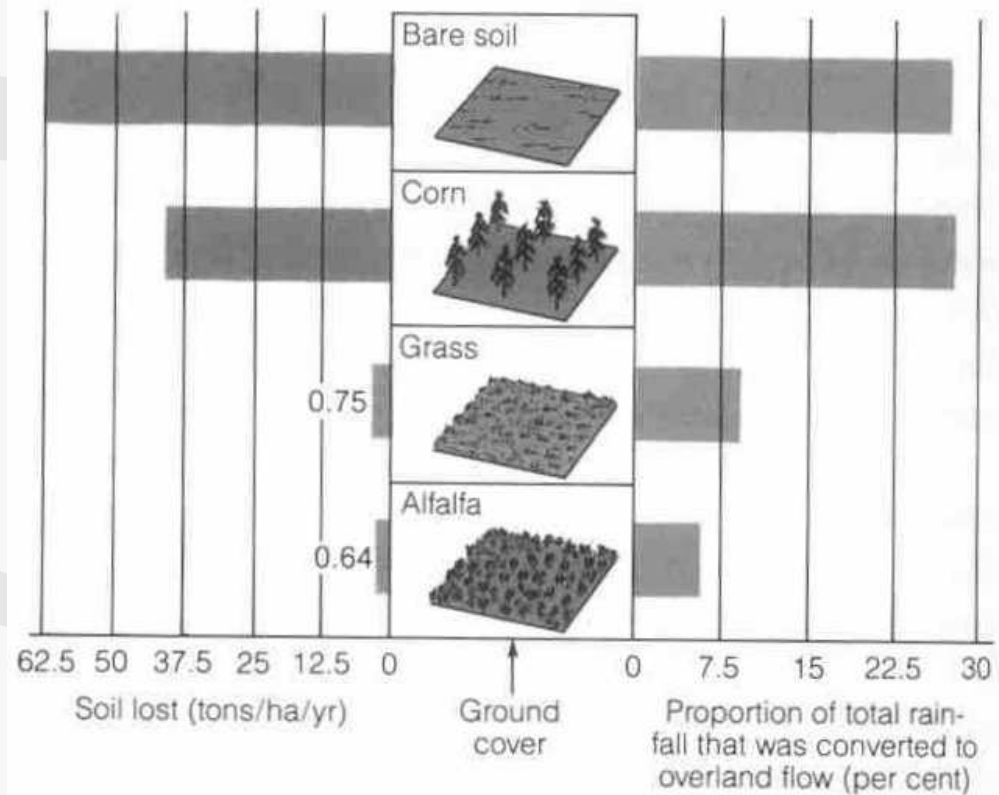 Bare soil
Corn
Grass
0.75
Alfalfa
0.64
62.5 50 37.5 25 12.5 0
0 7.5 15 22.5 30
Soil lost (tons/ha/yr)
Ground
cover
Proportion of total rain-
fall that was converted to
overland flow (per cent)